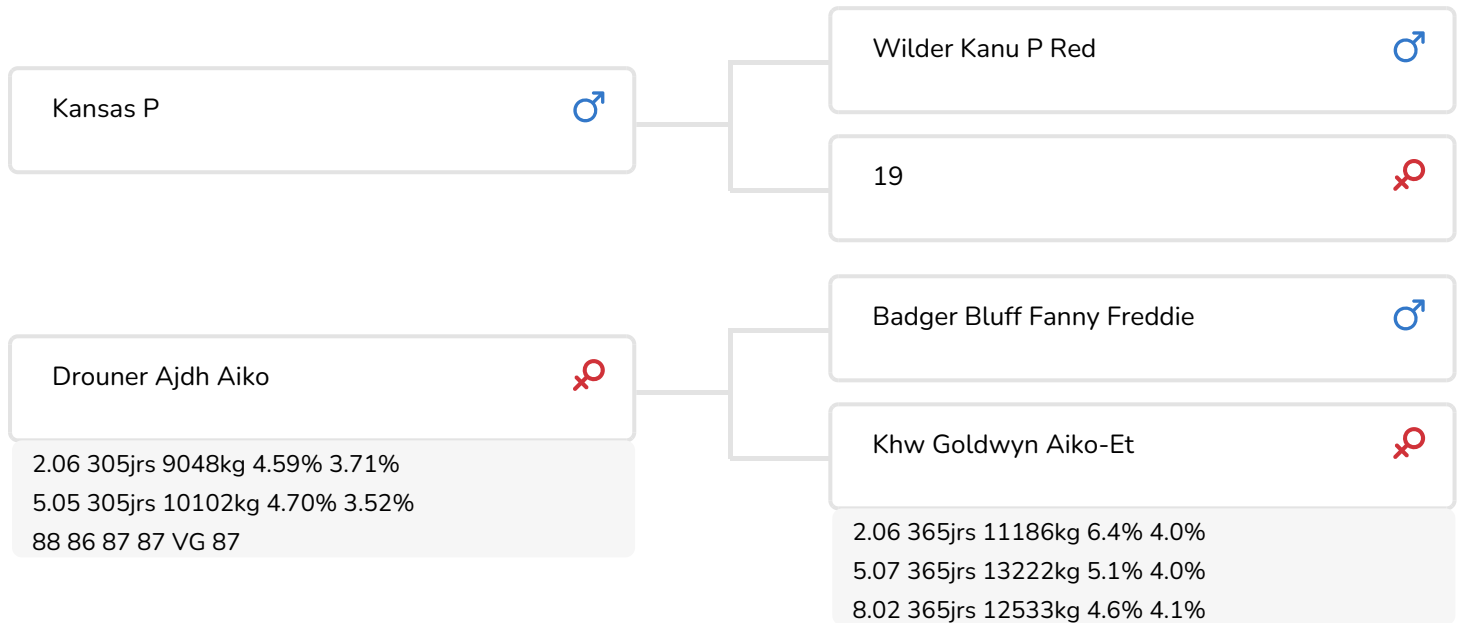 Wilder Kanu P Red
Kansas P
19
Badger Bluff Fanny Freddie
Drouner Ajdh Aiko
2.06 305jrs 9048kg 4.59% 3.71%
5.05 305jrs 10102kg 4.70% 3.52%
88 86 87 87 VG 87
Khw Goldwyn Aiko-Et
2.06 365jrs 11186kg 6.4% 4.0%
5.07 365jrs 13222kg 5.1% 4.0%
8.02 365jrs 12533kg 4.6% 4.1%